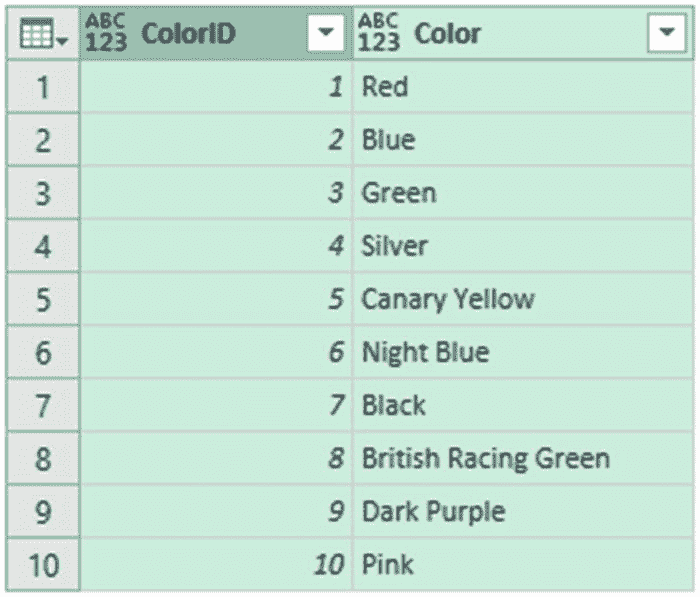 ABC 123 ColorID ABC 123 Color
1 1 Red
2 2 Blue
3 3 Green
4 4 Silver
5 5 Canary Yellow
6 6 Night Blue
7 7 Black
8 8 British Racing Green
9 9 Dark Purple
10 10 Pink